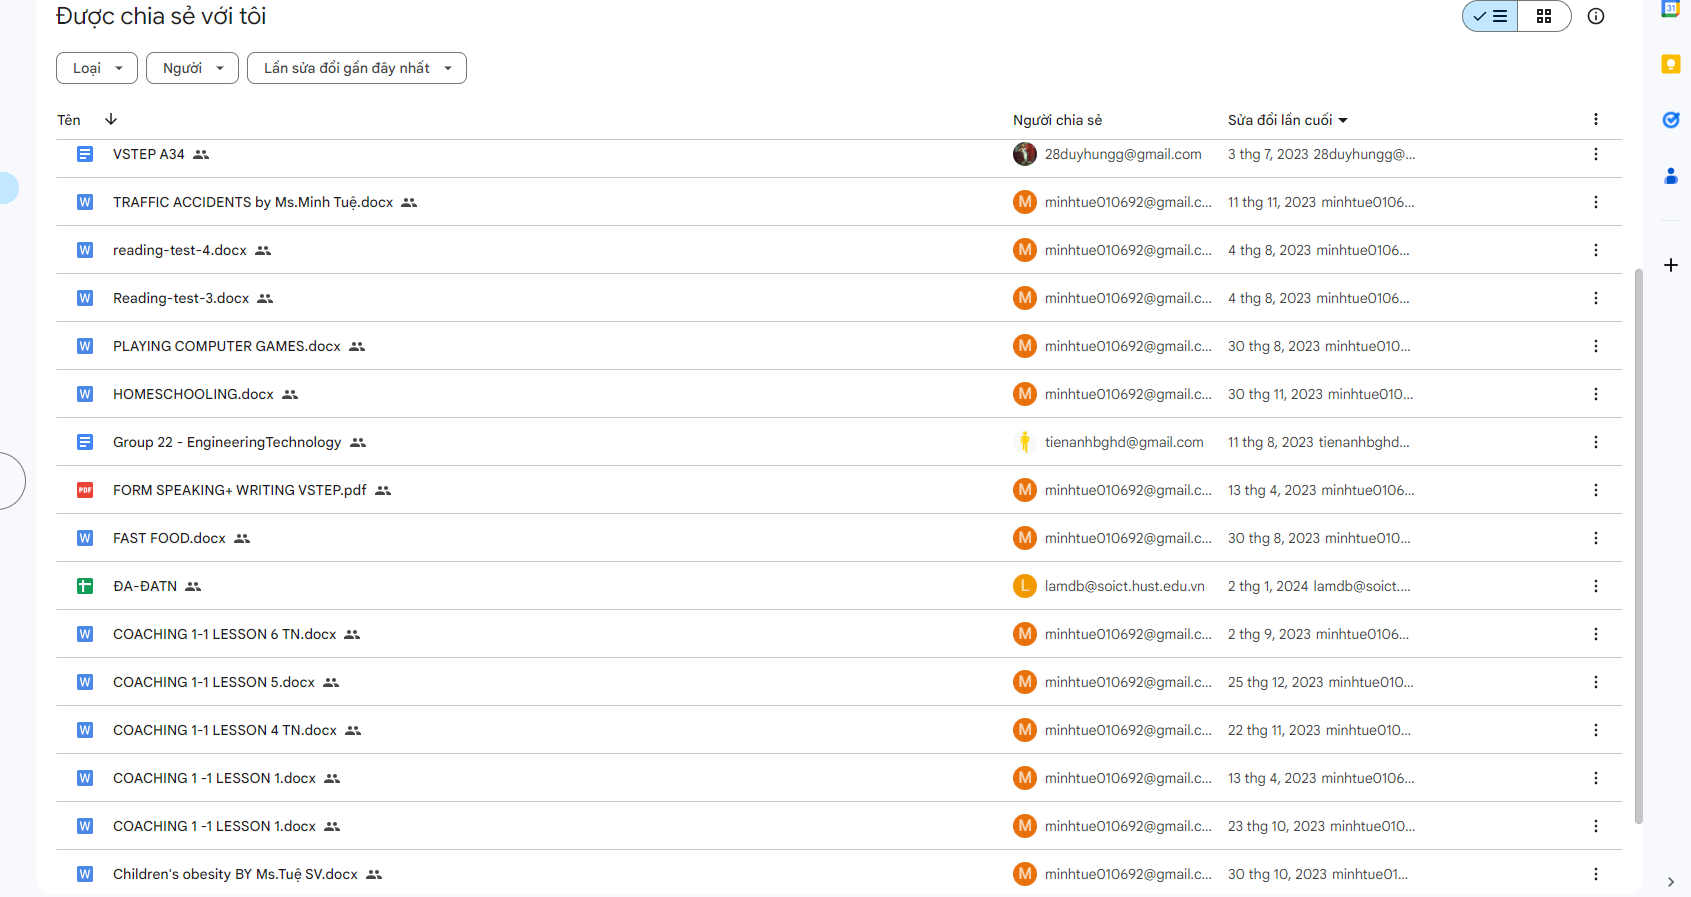 Được chia sẻ với tôi
Loại
Người
Lần sửa đổi gần đây nhất
Tên
Người chia sẻ
Sửa đổi lần cuối
VSTEP A34 28duyhungg@gmail.com 3 thg 7, 2023 28duyhungg@...
TRAFFIC ACCIDENTS by Ms.Minh Tuệ.docx M minhtue010692@gmail.c... 11 thg 11, 2023 minhtue0106...
reading-test-4.docx M minhtue010692@gmail.c... 4 thg 8, 2023 minhtue0106...
Reading-test-3.docx M minhtue010692@gmail.c... 4 thg 8, 2023 minhtue0106...
PLAYING COMPUTER GAMES.docx M minhtue010692@gmail.c... 30 thg 8, 2023 minhtue010...
HOMESCHOOLING.docx M minhtue010692@gmail.c... 30 thg 11, 2023 minhtue010...
Group 22 - EngineeringTechnology tienanhbghd@gmail.com 11 thg 8, 2023 tienanhbghd...
PDF FORM SPEAKING+ WRITING VSTEP.pdf M minhtue010692@gmail.c... 13 thg 4, 2023 minhtue0106...
FAST FOOD.docx M minhtue010692@gmail.c... 30 thg 8, 2023 minhtue010...
ĐA-ĐATN L lamdb@soict.hust.edu.vn 2 thg 1, 2024 lamdb@soict....
COACHING 1-1 LESSON 6 TN.docx M minhtue010692@gmail.c... 2 thg 9, 2023 minhtue0106...
COACHING 1-1 LESSON 5.docx M minhtue010692@gmail.c... 25 thg 12, 2023 minhtue010...
COACHING 1-1 LESSON 4 TN.docx M minhtue010692@gmail.c... 22 thg 11, 2023 minhtue010...
COACHING 1 -1 LESSON 1.docx M minhtue010692@gmail.c... 13 thg 4, 2023 minhtue0106...
COACHING 1 -1 LESSON 1.docx M minhtue010692@gmail.c... 23 thg 10, 2023 minhtue010...
Children's obesity BY Ms.Tuệ SV.docx M minhtue010692@gmail.c... 30 thg 10, 2023 minhtue01...
31